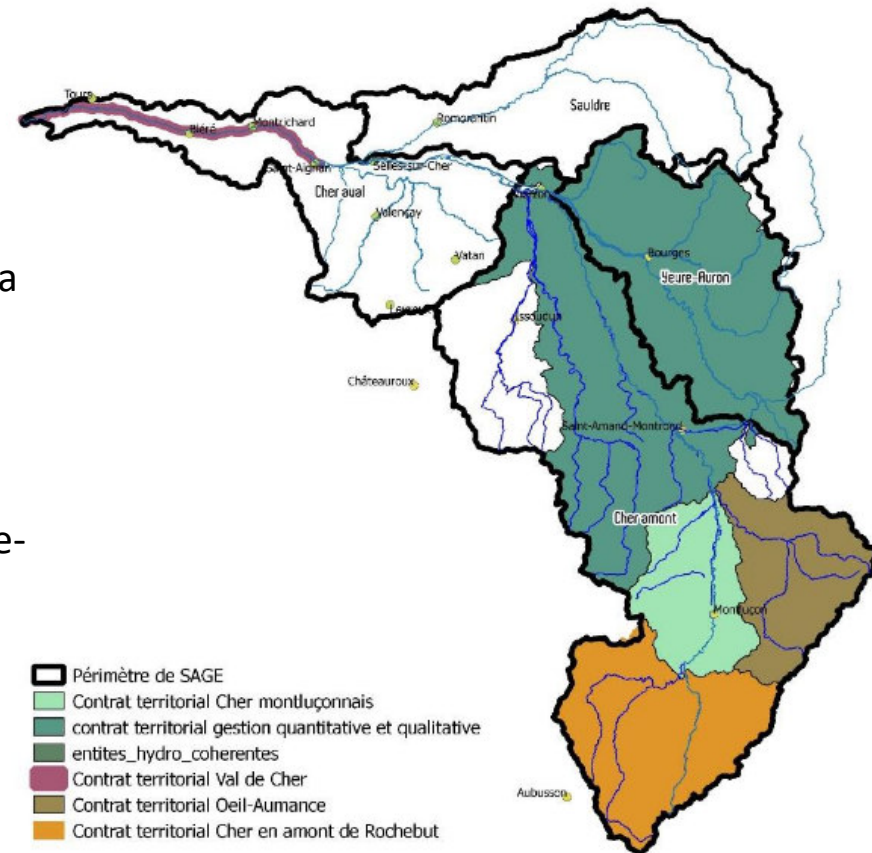 Tours
Bléré
Montrichard
Saint-Aignan
Selles-sur-Cher
Romorantin
Sauldre
Cher aval
Valençay
Vatan
Bourges
Yeure-Auron
a
Issoudun
Châteauroux
Saint-Amand-Montrond
e-
Cher amont
Montluçon
Périmètre de SAGE
Contrat territorial Cher montluçonnais
contrat territorial gestion quantitative et qualitative
entites_hydro_coherentes
Contrat territorial Val de Cher
Contrat territorial Oeil-Aumance
Contrat territorial Cher en amont de Rochebut
Aubusson